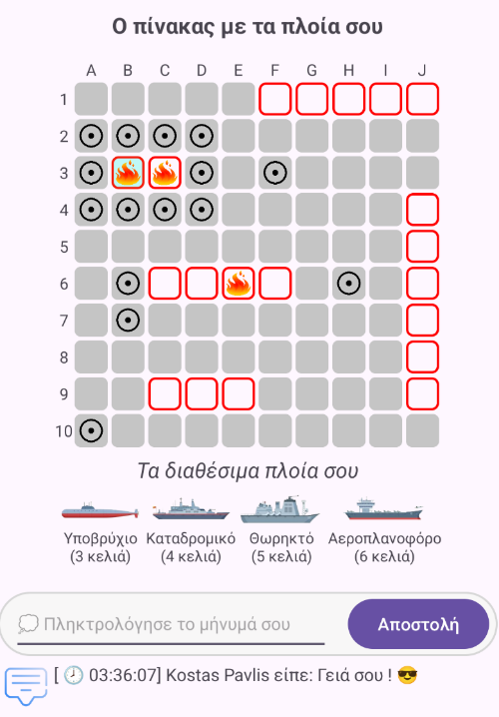 Ο πίνακας με τα πλοία σου
A B C D E F G H I J
1
2
3
4
5
6
7
8
9
10
Τα διαθέσιμα πλοία σου
Υποβρύχιο Καταδρομικό Θωρηκτό Αεροπλανοφόρο
(3 κελιά) (4 κελιά) (5 κελιά) (6 κελιά)
💭 Πληκτρολόγησε το μήνυμά σου Αποστολή
[ 🕗 03:36:07] Kostas Pavlis είπε: Γειά σου ! 😎